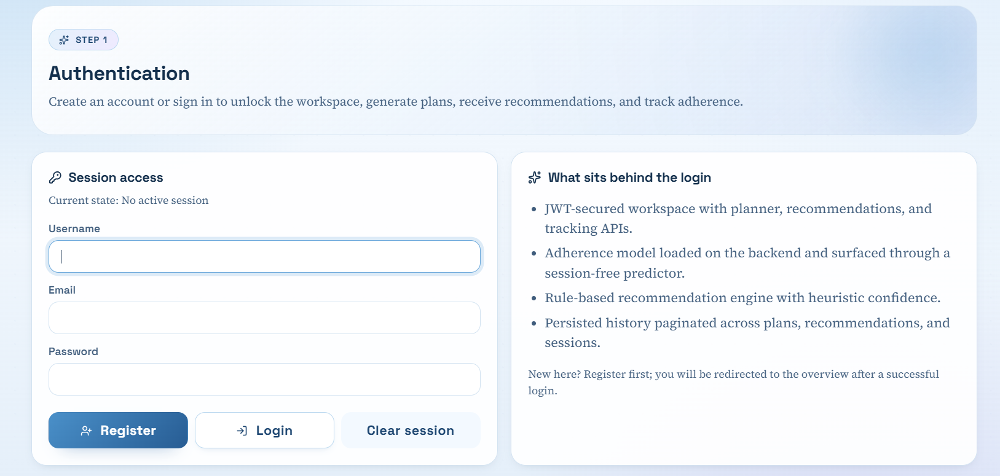 STEP 1
Authentication
Create an account or sign in to unlock the workspace, generate plans, receive recommendations, and track adherence.
Session access
Current state: No active session
Username
Email
Password
Register
Login
Clear session
What sits behind the login
• JWT-secured workspace with planner, recommendations, and
tracking APIs.
• Adherence model loaded on the backend and surfaced through a
session-free predictor.
• Rule-based recommendation engine with heuristic confidence.
• Persisted history paginated across plans, recommendations, and
sessions.
New here? Register first; you will be redirected to the overview after a successful
login.